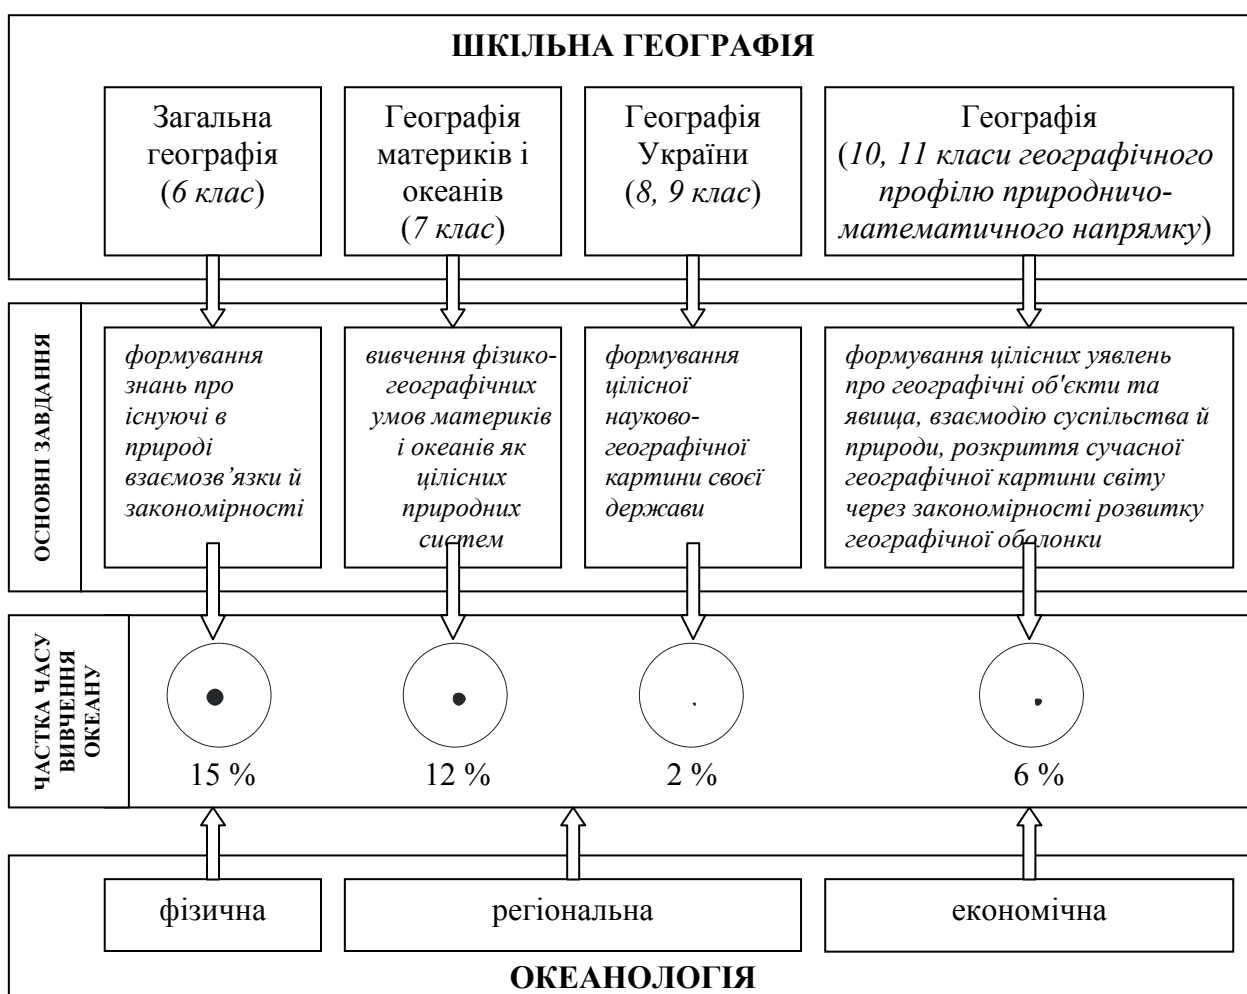 ШКІЛЬНА ГЕОГРАФІЯ
Загальна
географія
(6 клас)
Географія
материків і
океанів
(7 клас)
Географія
України
(8, 9 клас)
Географія
(10, 11 класи географічного
профілю природничо-
математичного напрямку)
ОСНОВНІ ЗАВДАННЯ
формування
знань про
існуючі в
природі
взаємозв’язки й
закономірності
вивчення фізико-
географічних
умов материків
і океанів як
цілісних
природних
систем
формування
цілісної
науково-
географічної
картини своєї
держави
формування цілісних уявлень
про географічні об'єкти та
явища, взаємодію суспільства й
природи, розкриття сучасної
географічної картини світу
через закономірності розвитку
географічної оболонки
ЧАСТКА ЧАСУ
ВИВЧЕННЯ
ОКЕАНУ
15 %
12 %
2 %
6 %
фізична
регіональна
економічна
ОКЕАНОЛОГІЯ